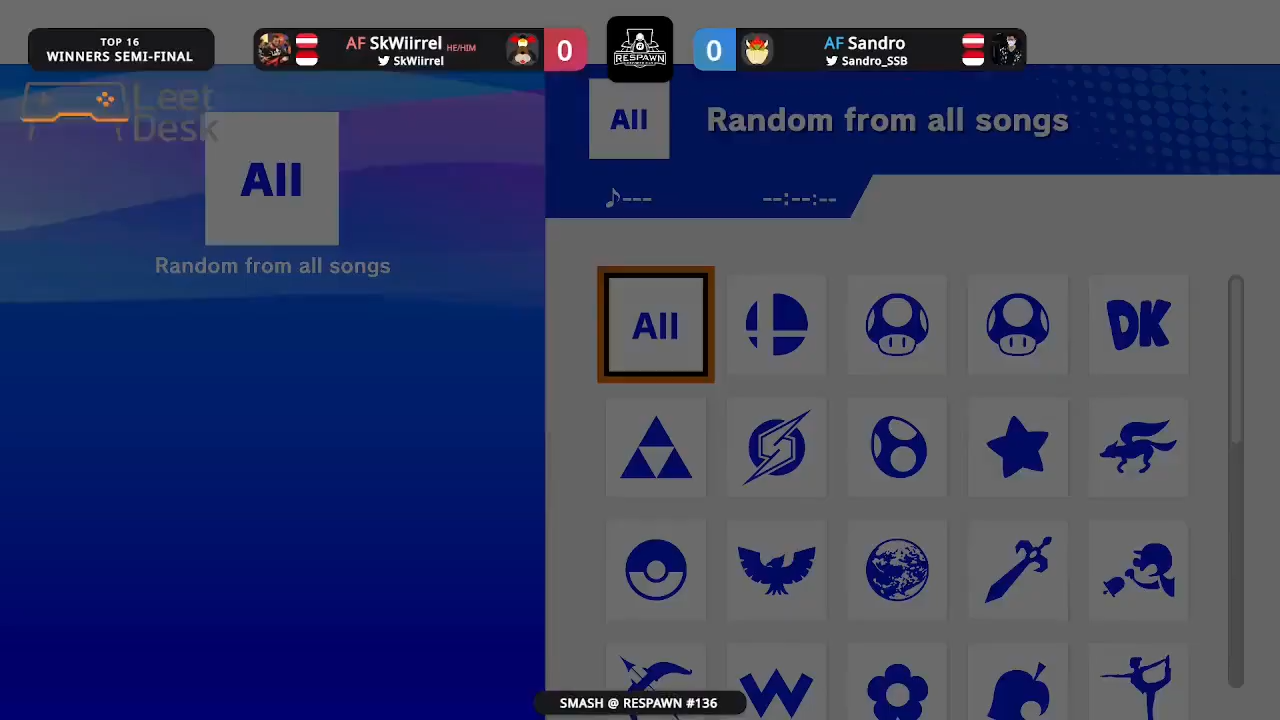 TOP 16
WINNERS SEMI-FINAL
AF SkWiirrel HE/HIM
SkWiirrel
0
RESPAWN
0
AF Sandro
Sandro_SSB
Leet
Desk
All
Random from all songs
All
Random from all songs
♪---
--:--:--
All
DK
SMASH @ RESPAWN #136